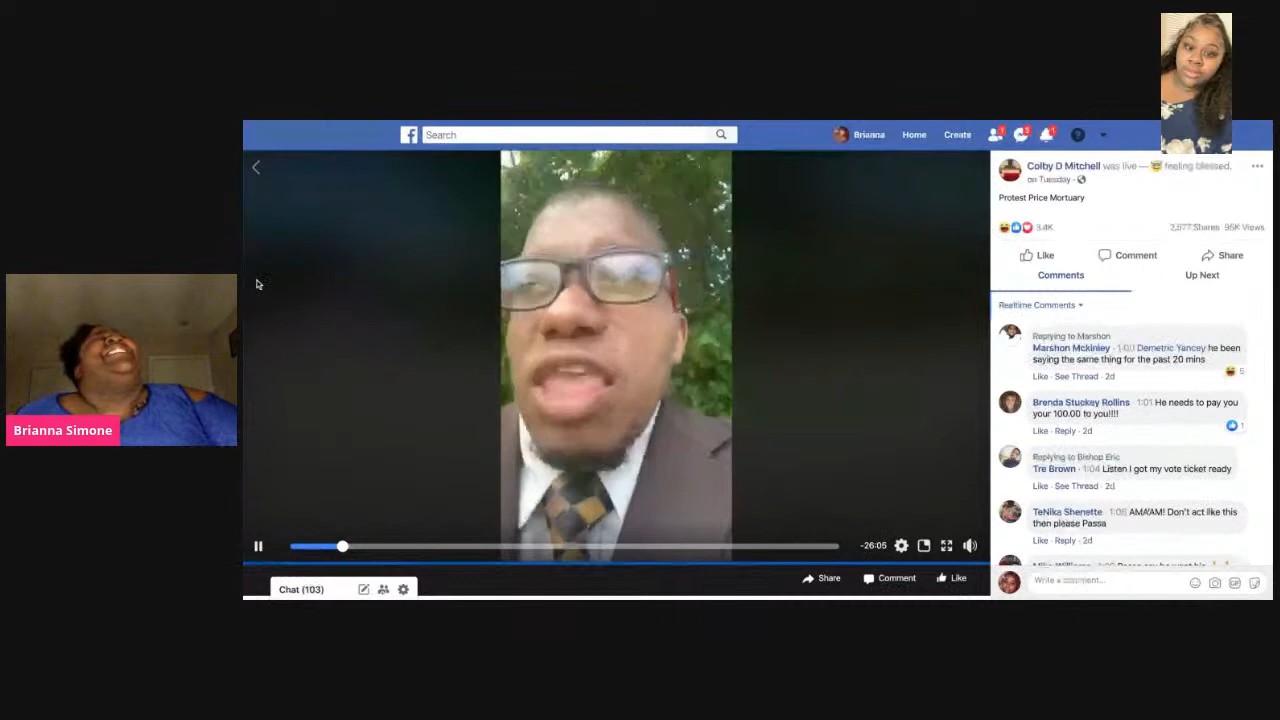 Search
Brianna
Home
Create
Colby D Mitchell was live — feeling blessed.
on Tuesday
Protest Price Mortuary
3.4K
2,577 Shares 95K Views
Like
Comment
Share
Comments
Up Next
Realtime Comments
Replying to Marshon
Marshon Mckinley · 1:00 Demetric Yancey he been
saying the same thing for the past 20 mins
5
Like · See Thread · 2d
Brenda Stuckey Rollins 1:01 He needs to pay you
your 100.00 to you!!!!
1
Like · Reply · 2d
Replying to Bishop Eric
Tre Brown · 1:04 Listen I got my vote ticket ready
Like · See Thread · 2d
TeNika Shenette AMA'AM! Don't act like this
then please Passa
Like · Reply · 2d
Write a comment...
Brianna Simone
-26:05
Share
Comment
Like
Chat (103)